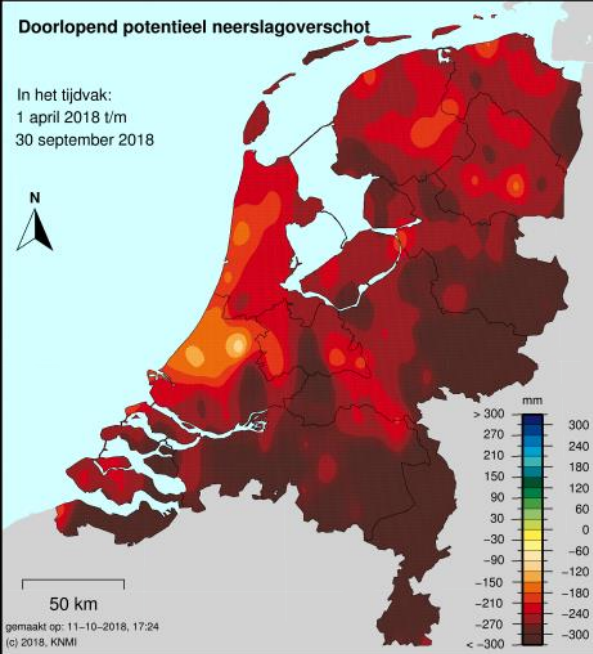 Doorlopend potentieel neerslagoverschot
In het tijdvak:
1 april 2018 t/m
30 september 2018
N
mm
> 300
300
270
240
210
180
150
120
90
60
30
0
−30
−60
−90
−120
−150
−180
−210
−240
−270
−300
< −300
50 km
gemaakt op: 11−10−2018, 17:24
(c) 2018, KNMI